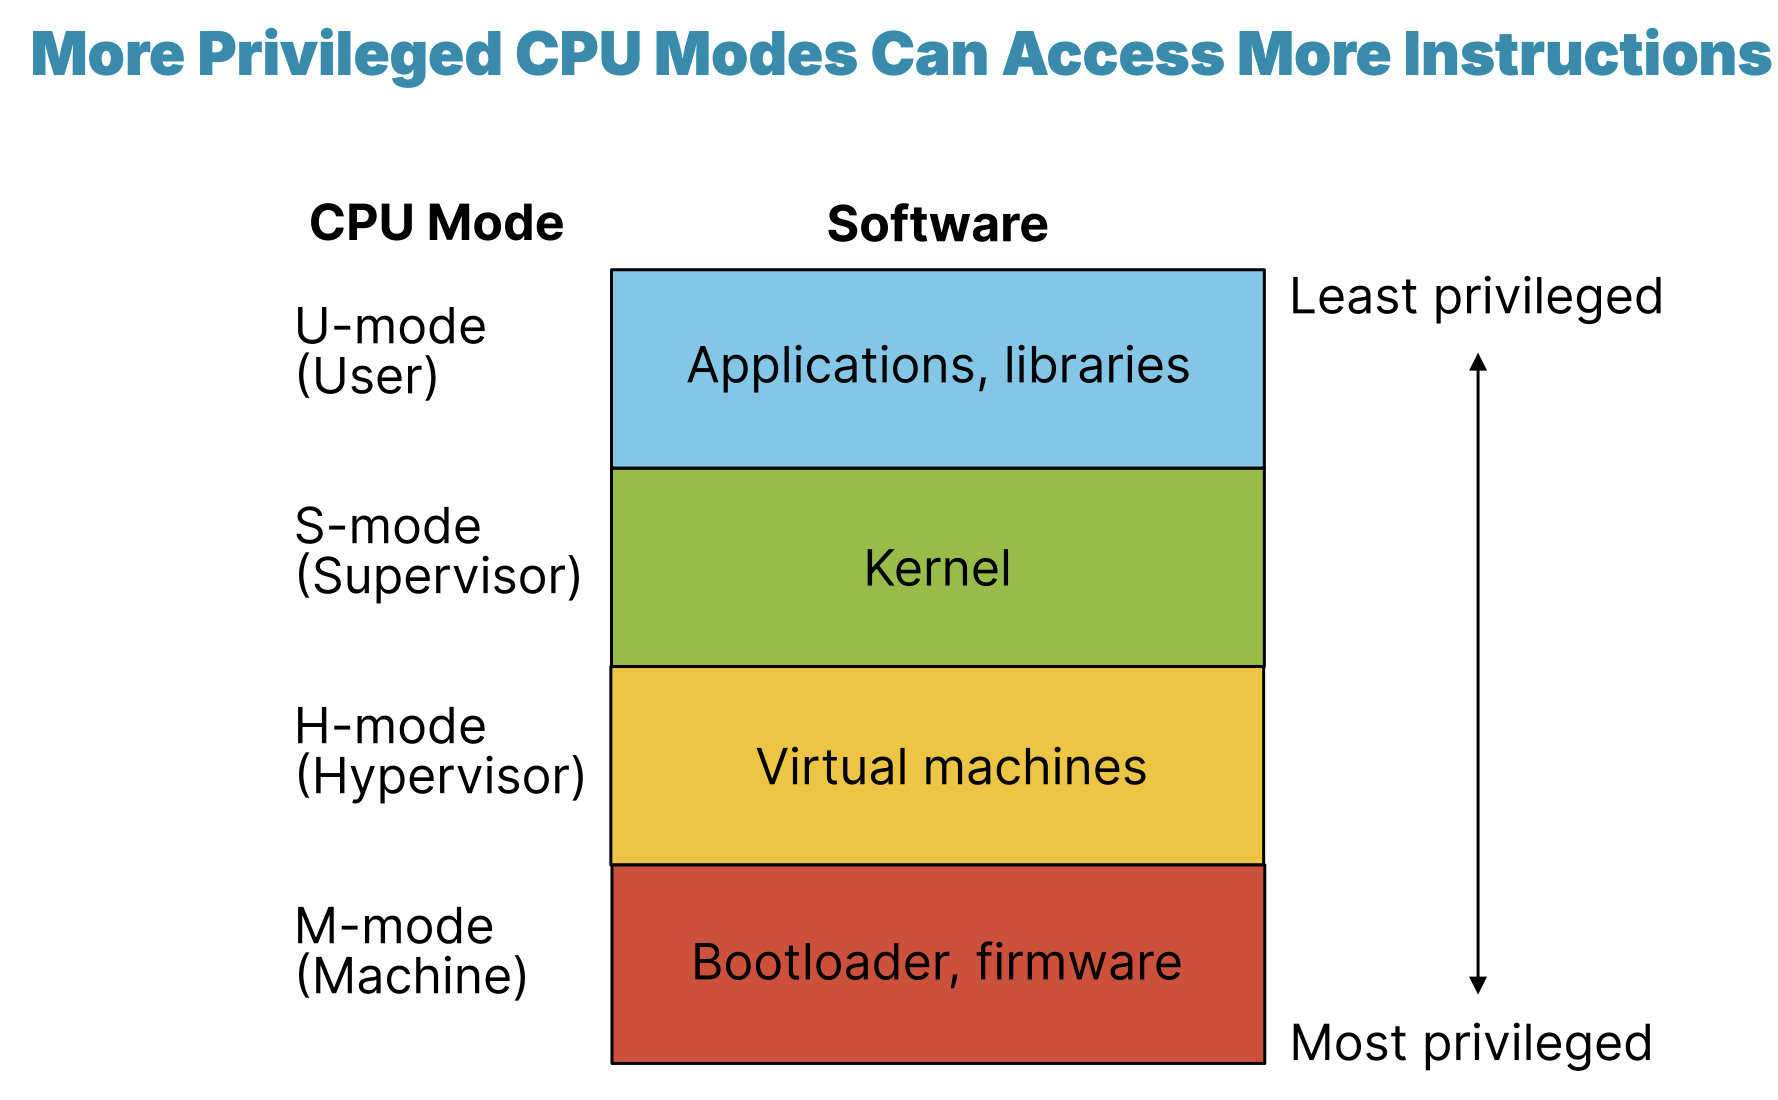 More Privileged CPU Modes Can Access More Instructions
CPU Mode
Software
U-mode
(User)
Applications, libraries
Least privileged
S-mode
(Supervisor)
Kernel
H-mode
(Hypervisor)
Virtual machines
M-mode
(Machine)
Bootloader, firmware
Most privileged